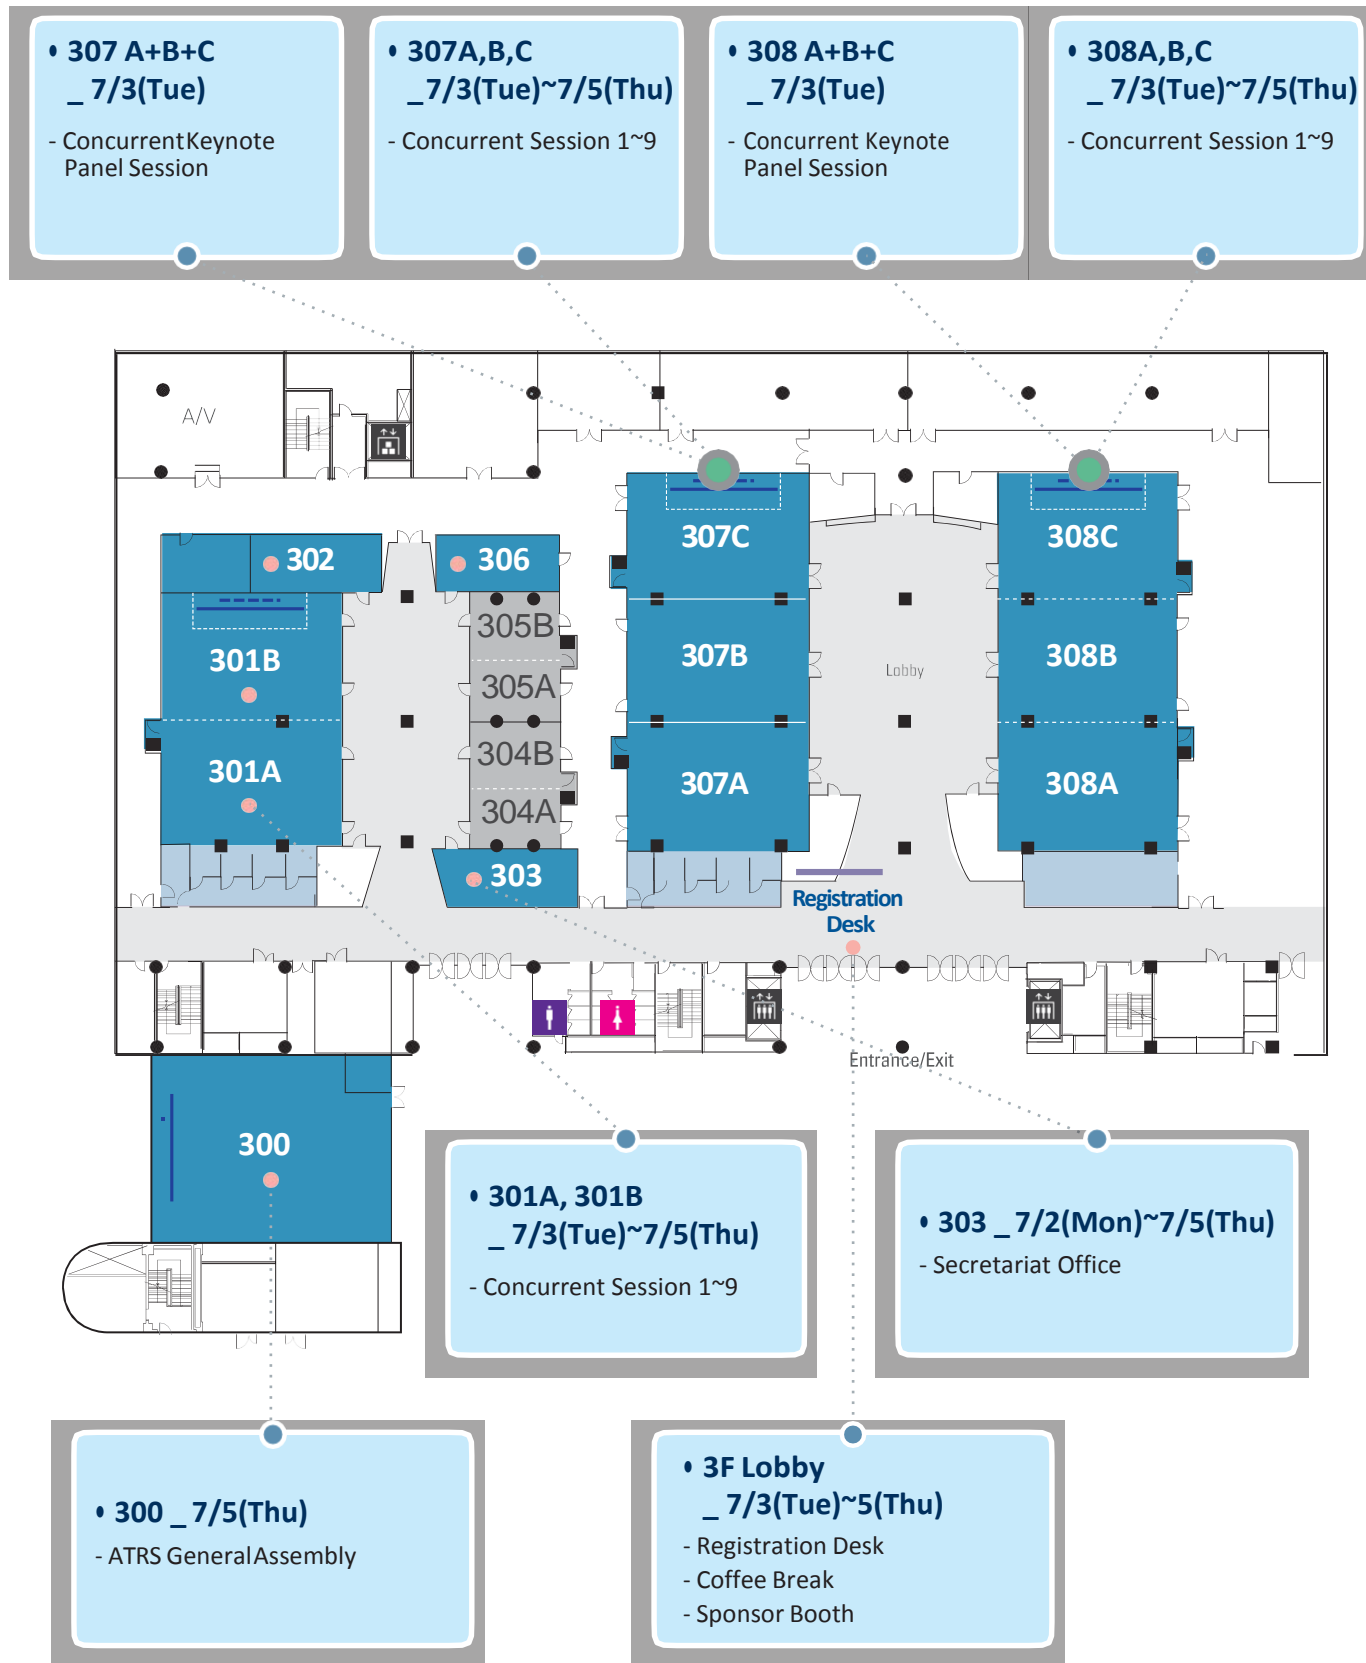 • 307 A+B+C
_ 7/3(Tue)
- ConcurrentKeynote
Panel Session
• 307A,B,C
_7/3(Tue)~7/5(Thu)
- Concurrent Session 1~9
• 308 A+B+C
_ 7/3(Tue)
- Concurrent Keynote
Panel Session
• 308A,B,C
_ 7/3(Tue)~7/5(Thu)
- Concurrent Session 1~9
A/V
302
306
307C
308C
305B
301B
307B
308B
305A
Lobby
304B
301A
307A
308A
304A
303
Registration
Desk
Entrance/Exit
300
• 301A, 301B
_ 7/3(Tue)~7/5(Thu)
- Concurrent Session 1~9
• 303 _ 7/2(Mon)~7/5(Thu)
- Secretariat Office
• 300 _ 7/5(Thu)
- ATRS GeneralAssembly
• 3F Lobby
_ 7/3(Tue)~5(Thu)
- Registration Desk
- Coffee Break
- Sponsor Booth